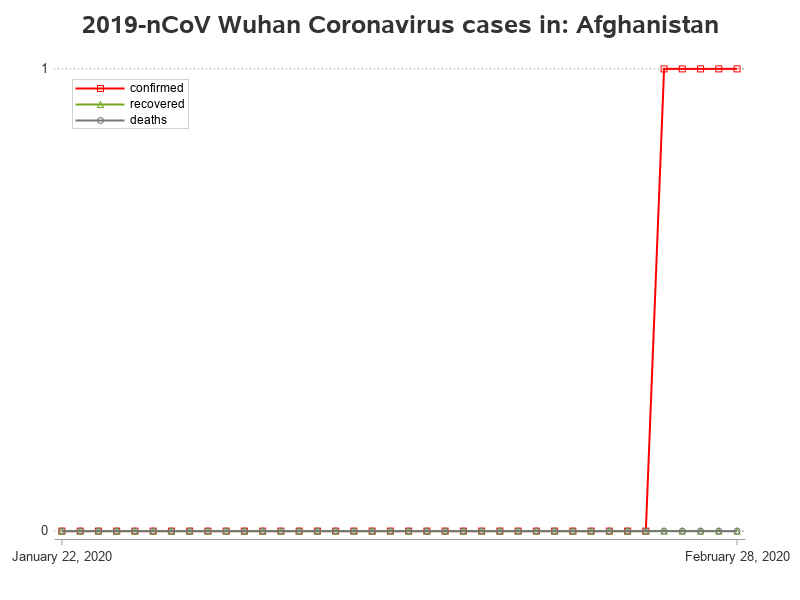 2019-nCoV Wuhan Coronavirus cases in: Afghanistan
1
confirmed
recovered
deaths
0
January 22, 2020
February 28, 2020